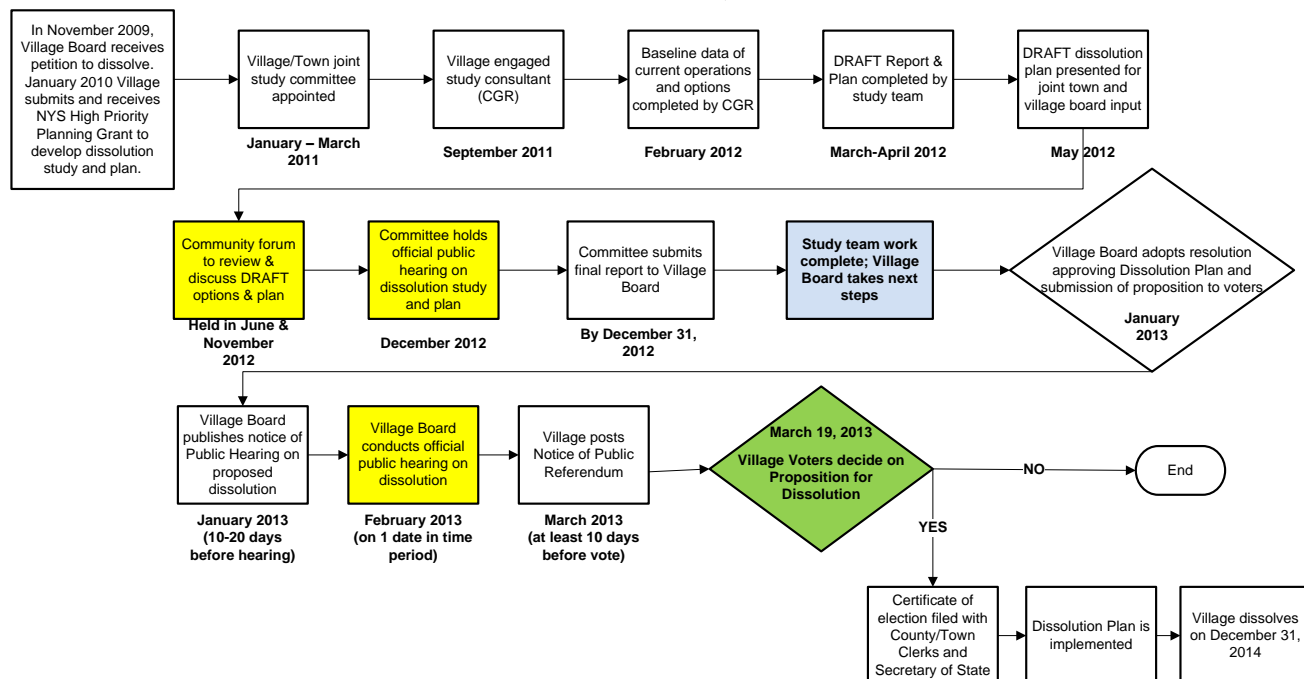 In November 2009,
Village Board receives
petition to dissolve.
January 2010 Village
submits and receives
NYS High Priority
Planning Grant to
develop dissolution
study and plan.
Village/Town joint
study committee
appointed
January – March
2011
Village engaged
study consultant
(CGR)
September 2011
Baseline data of
current operations
and options
completed by CGR
February 2012
DRAFT Report &
Plan completed by
study team
March-April 2012
DRAFT dissolution
plan presented for
joint town and
village board input
May 2012
Community forum
to review &
discuss DRAFT
options & plan
Held in June &
November
2012
Committee holds
official public
hearing on
dissolution study
and plan
December 2012
Committee submits
final report to Village
Board
By December 31,
2012
Study team work
complete; Village
Board takes next
steps
Village Board adopts resolution
approving Dissolution Plan and
submission of proposition to voters
January
2013
Village Board
publishes notice of
Public Hearing on
proposed
dissolution
January 2013
(10-20 days
before hearing)
Village Board
conducts official
public hearing on
dissolution
February 2013
(on 1 date in time
period)
Village posts
Notice of Public
Referendum
March 2013
(at least 10 days
before vote)
March 19, 2013
Village Voters decide on
Proposition for
Dissolution
NO
End
YES
Certificate of
election filed with
County/Town
Clerks and
Secretary of State
Dissolution Plan is
implemented
Village dissolves
on December 31,
2014